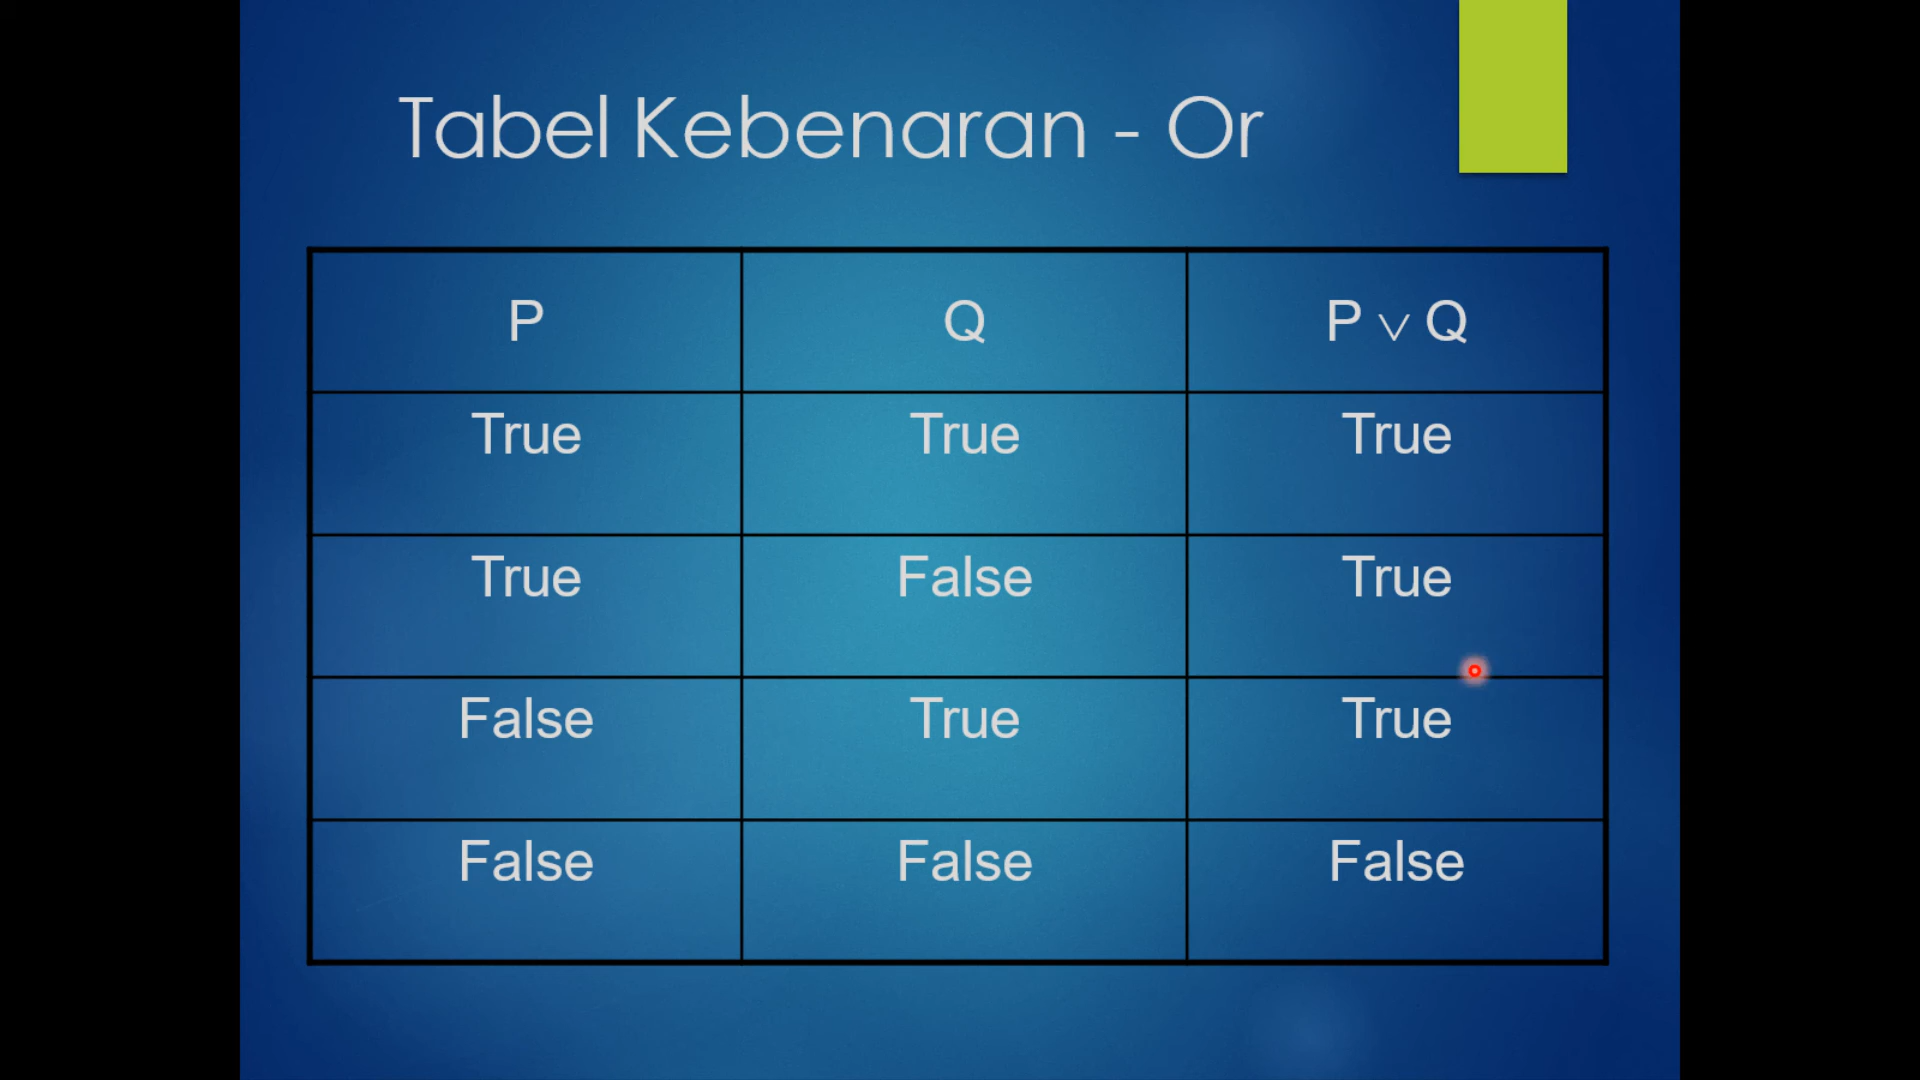 Tabel Kebenaran - Or
P Q P ∨ Q
True True True
True False True
False True True
False False False